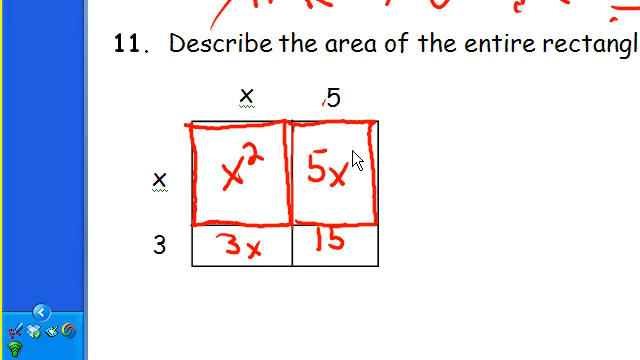 11. Describe the area of the entire rectangl
x 5
x x² 5x
3 3x 15